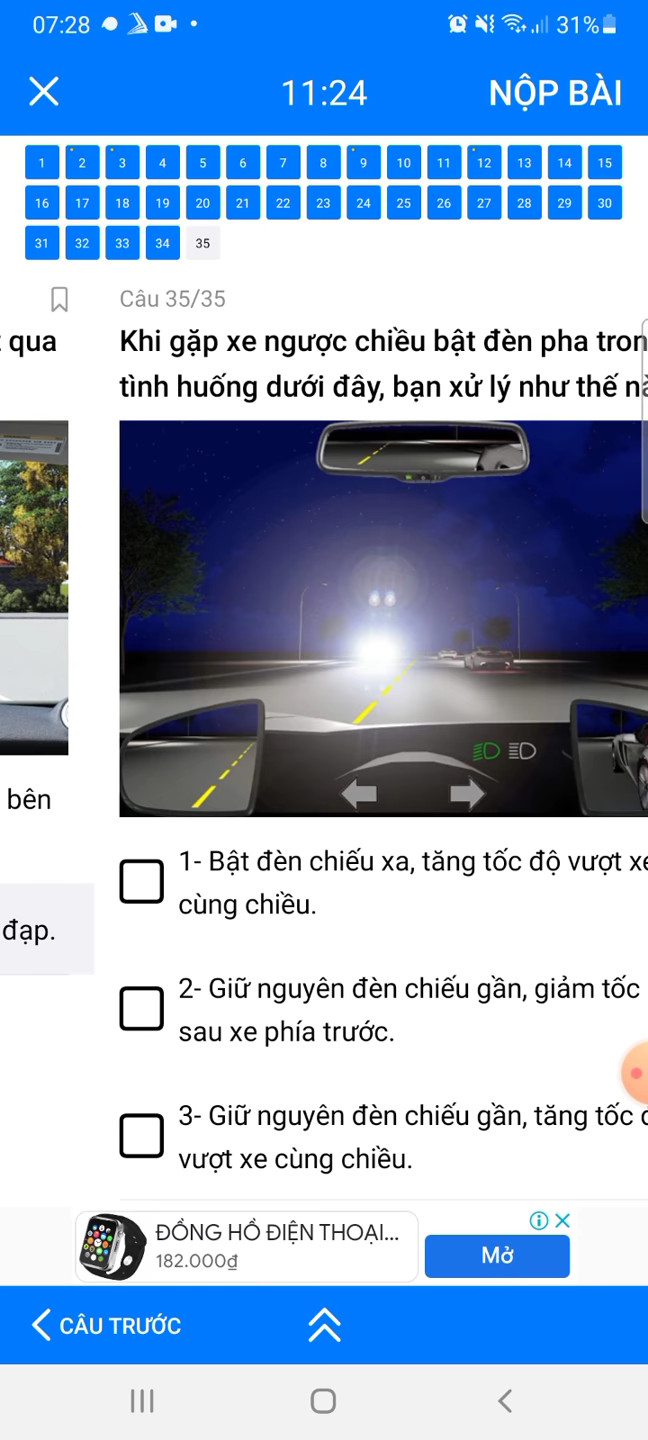 07:28
31%
11:24
NỘP BÀI
1 2 3 4 5 6 7 8 9 10 11 12 13 14 15
16 17 18 19 20 21 22 23 24 25 26 27 28 29 30
31 32 33 34 35
Câu 35/35
qua
Khi gặp xe ngược chiều bật đèn pha tron
tình huống dưới đây, bạn xử lý như thế nà
bên
đạp.
1- Bật đèn chiếu xa, tăng tốc độ vượt xe
cùng chiều.
2- Giữ nguyên đèn chiếu gần, giảm tốc
sau xe phía trước.
3- Giữ nguyên đèn chiếu gần, tăng tốc
vượt xe cùng chiều.
ĐỒNG HỒ ĐIỆN THOẠI...
182.000₫
Mở
CÂU TRƯỚC